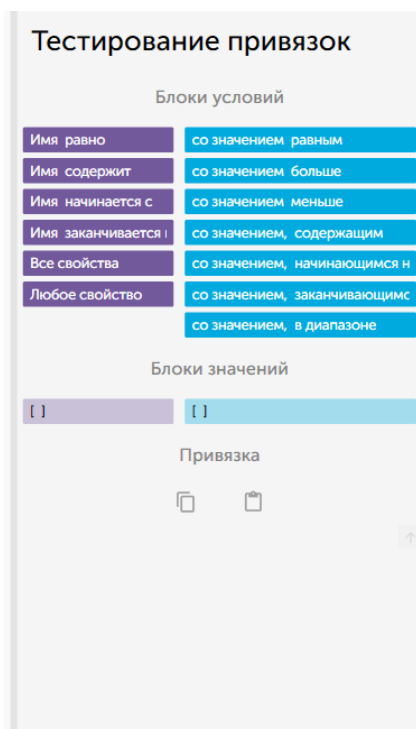 Тестирование привязок
Блоки условий
Имя равно
со значением равным
Имя содержит
со значением больше
Имя начинается с
со значением меньше
Имя заканчивается
со значением, содержащим
Все свойства
со значением, начинающимся н
Любое свойство
со значением, заканчивающимс
со значением, в диапазоне
Блоки значений
[ ]
[ ]
Привязка